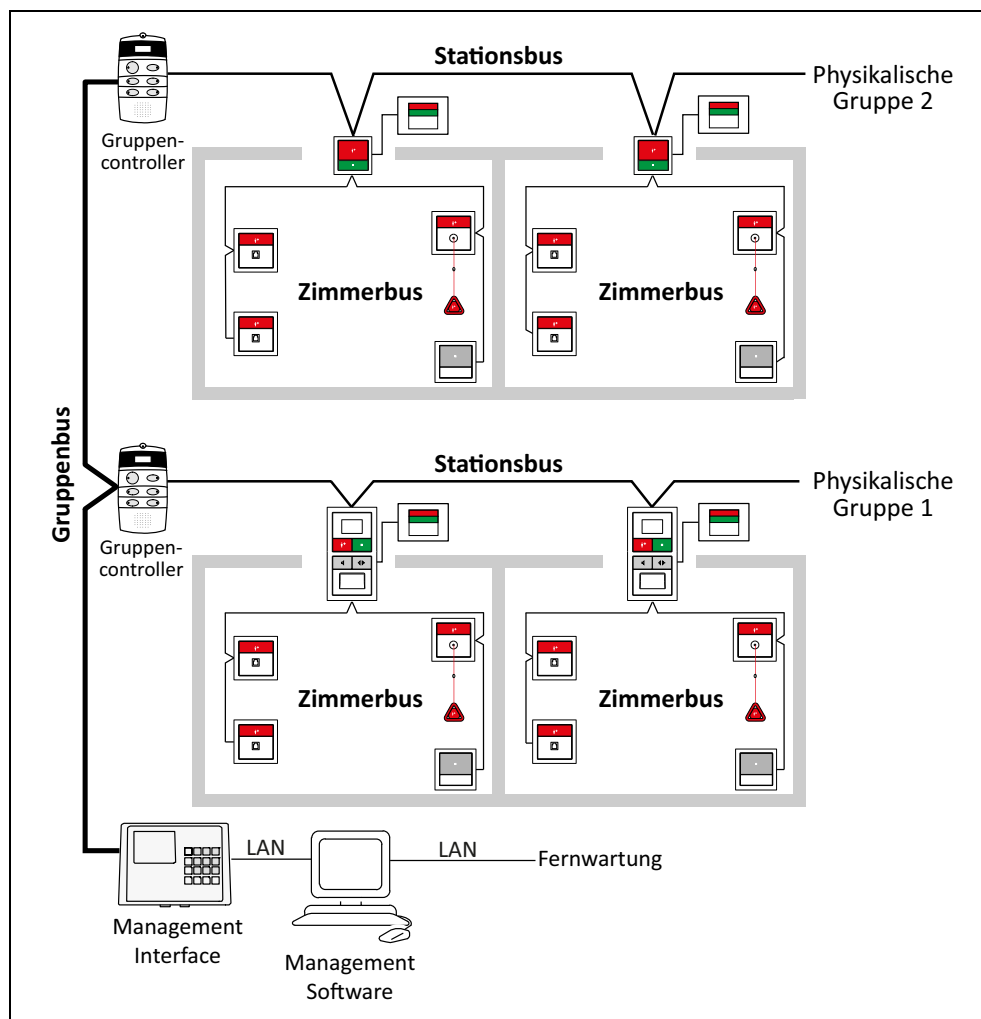 Stationsbus
Physikalische
Gruppe 2
Gruppen-
controller
Zimmerbus
Zimmerbus
Gruppenbus
Stationsbus
Physikalische
Gruppe 1
Gruppen-
controller
Zimmerbus
Zimmerbus
LAN
LAN
Fernwartung
Management
Interface
Management
Software